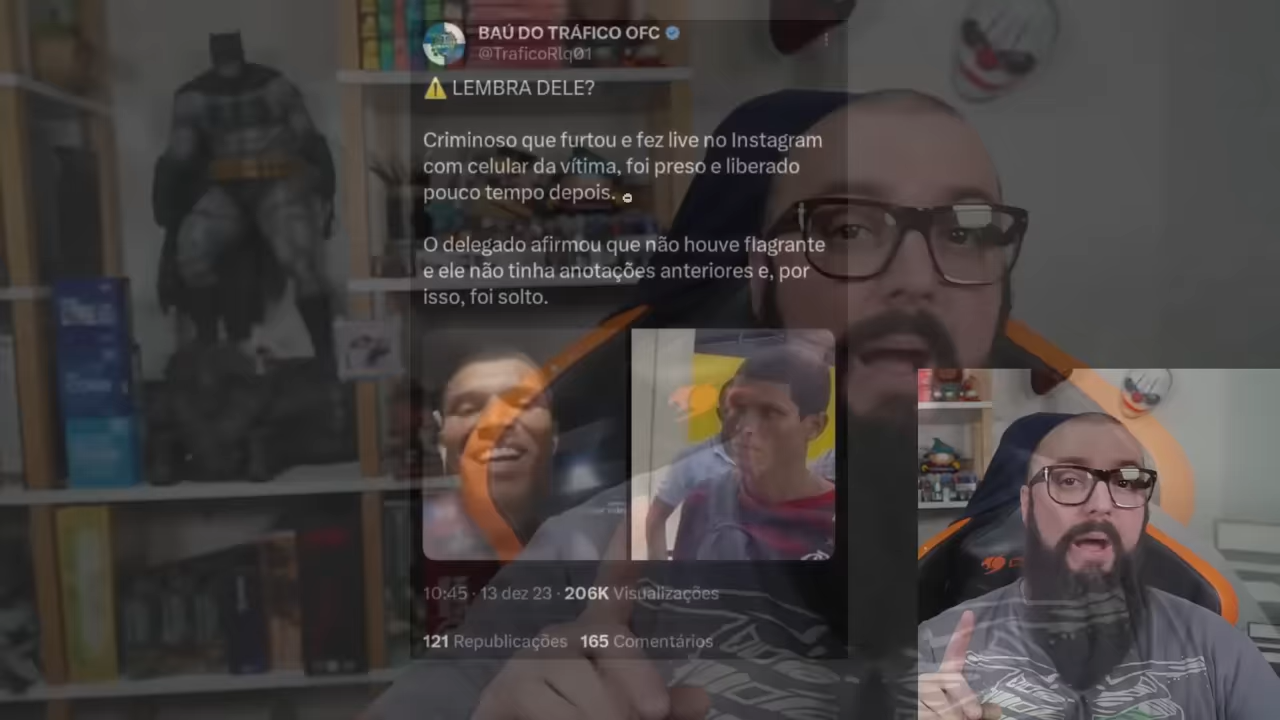 BAÚ DO TRÁFICO OFC
@TraficoRlq01
⚠️ LEMBRA DELE?
Criminoso que furtou e fez live no Instagram
com celular da vítima, foi preso e liberado
pouco tempo depois.
O delegado afirmou que não houve flagrante
e ele não tinha anotações anteriores e, por
isso, foi solto.
10:45 · 13 dez 23 · 206K Visualizações
121 Republicações 165 Comentários